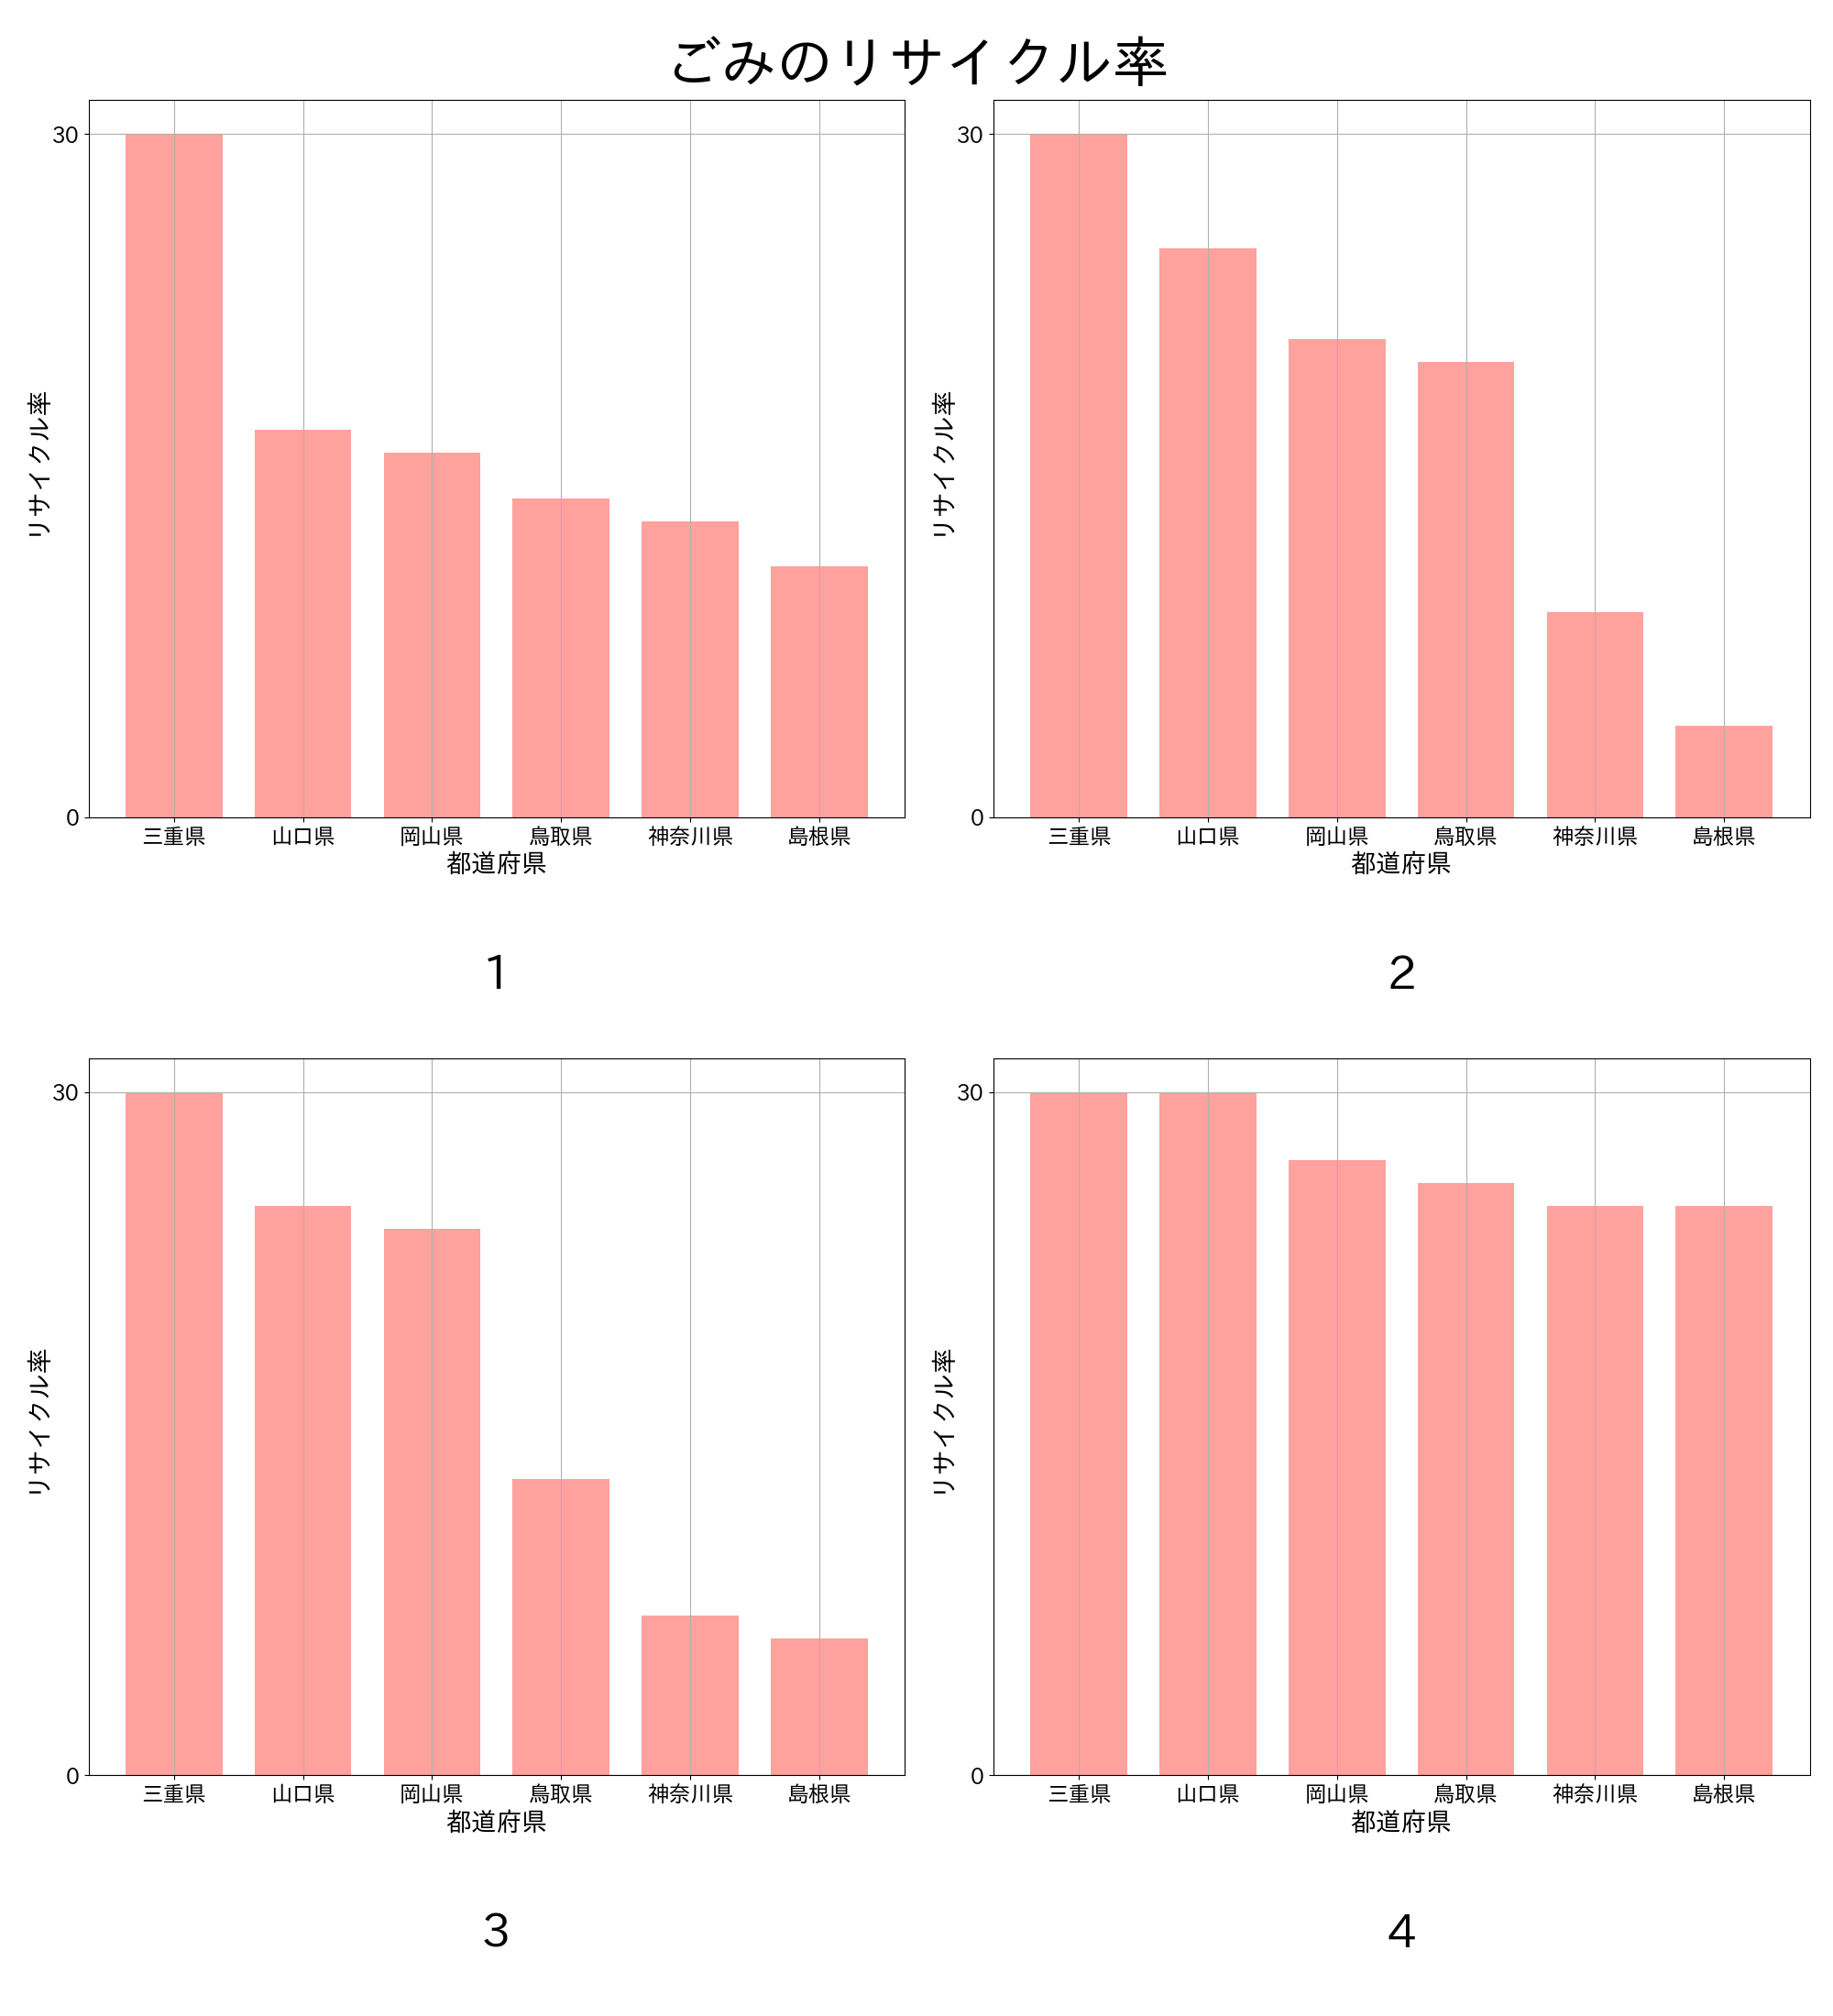 ごみのリサイクル率
30
0
リサイクル率
三重県 山口県 岡山県 鳥取県 神奈川県 島根県
都道府県
1
30
0
リサイクル率
三重県 山口県 岡山県 鳥取県 神奈川県 島根県
都道府県
2
30
0
リサイクル率
三重県 山口県 岡山県 鳥取県 神奈川県 島根県
都道府県
3
30
0
リサイクル率
三重県 山口県 岡山県 鳥取県 神奈川県 島根県
都道府県
4